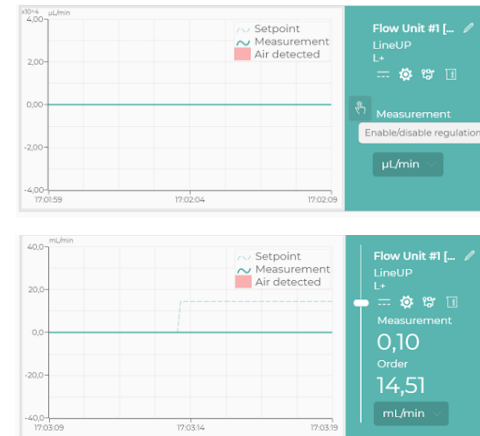 x10^4 µL/min
4,00
2,00
0,00
-2,00
-4,00
17:01:59
17:02:04
17:02:09
Setpoint
Measurement
Air detected
Flow Unit #1 [...
LineUP
L+
Measurement
Enable/disable regulation
µL/min
mL/min
40,0
20,0
0,0
-20,0
-40,0
17:03:09
17:03:14
17:03:19
Setpoint
Measurement
Air detected
Flow Unit #1 [...
LineUP
L+
Measurement
0,10
Order
14,51
mL/min